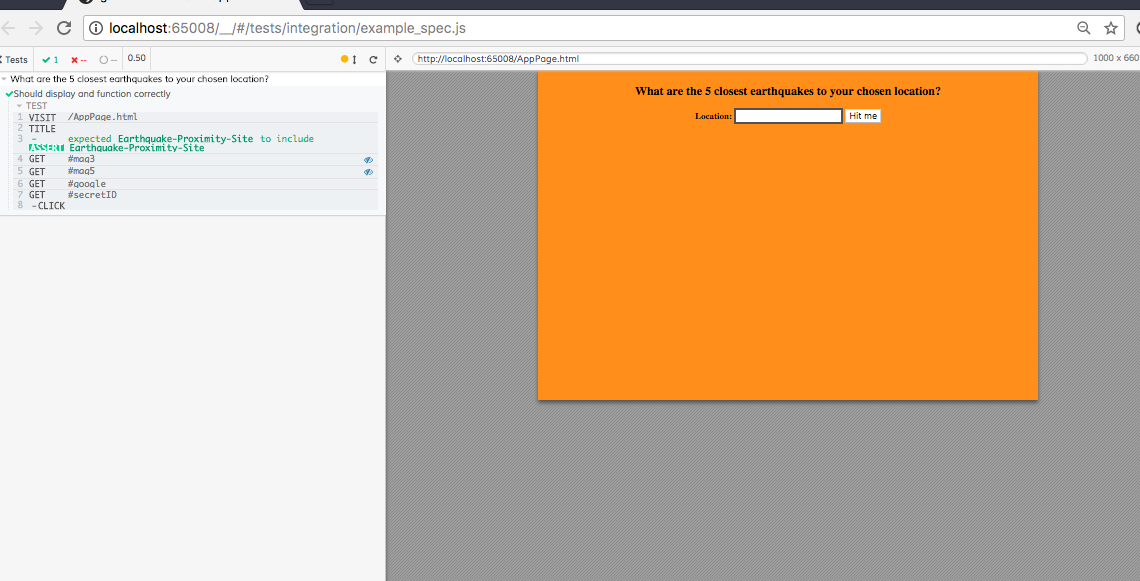 localhost:65008/__/#/tests/integration/example_spec.js
Tests 1 -- -- 0.50
http://localhost:65008/AppPage.html 1000 x 660
What are the 5 closest earthquakes to your chosen location?
Should display and function correctly
TEST
1 VISIT /AppPage.html
2 TITLE
3 - ASSERT expected Earthquake-Proximity-Site to include Earthquake-Proximity-Site
4 GET #mag3
5 GET #mag5
6 GET #google
7 GET #secretID
8 -CLICK
What are the 5 closest earthquakes to your chosen location?
Location: Hit me